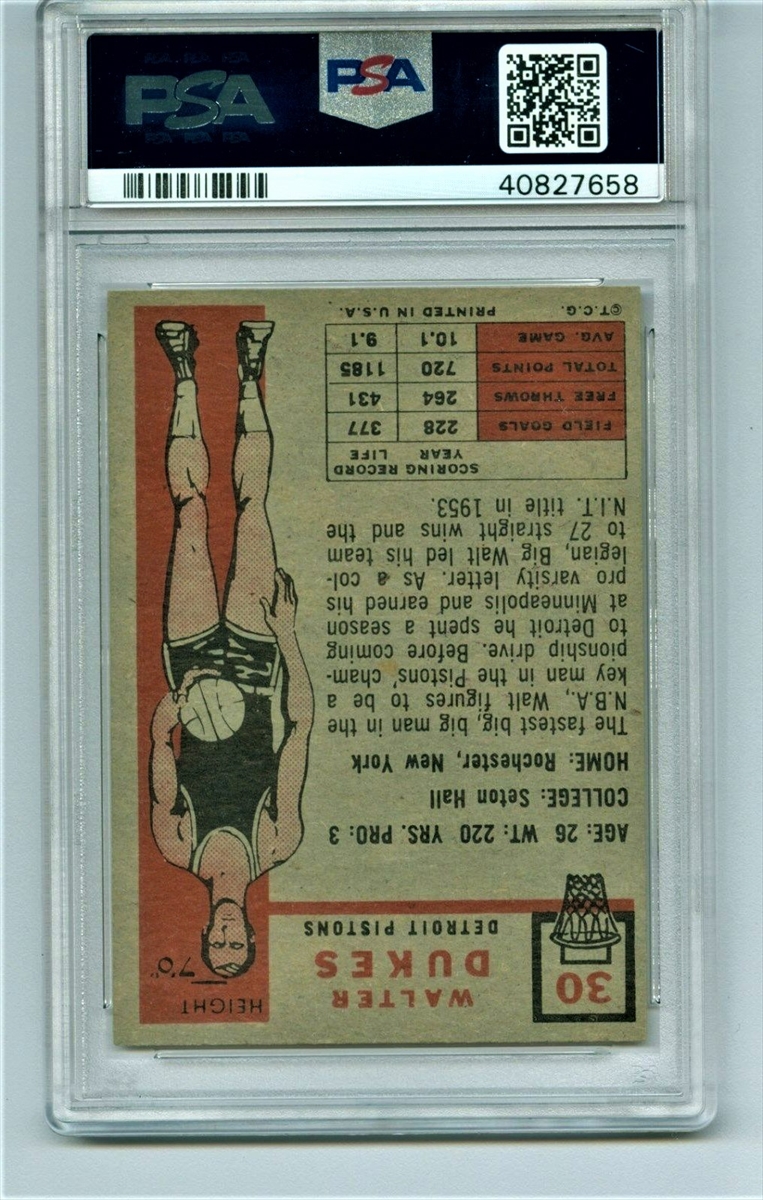 PSA
PSA
40827658
30
WALTER
DUKES
DETROIT PISTONS
HEIGHT
7'0"
AGE: 26 WT: 220 YRS. PRO: 3
COLLEGE: Seton Hall
HOME: Rochester, New York
The fastest big, big man in the
N.B.A., Walt figures to be a
key man in the Pistons' cham-
pionship drive. Before coming
to Detroit he spent a season
at Minneapolis and earned his
pro varsity letter. As a col-
legian, Big Walt led his team
to 27 straight wins and the
N.I.T. title in 1953.
SCORING RECORD
YEAR LIFE
FIELD GOALS 228 377
FREE THROWS 264 431
TOTAL POINTS 720 1185
AVG. GAME 10.1 9.1
©T.C.G. PRINTED IN U.S.A.